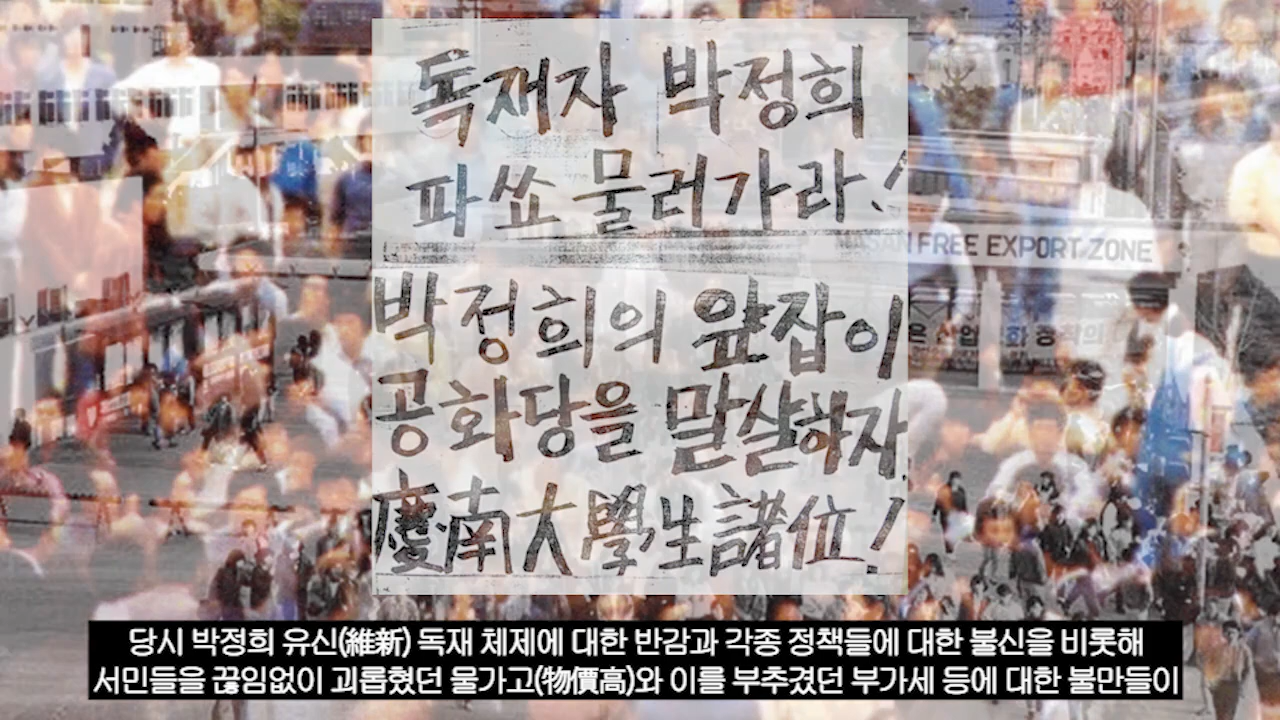 독재자 박정희
파쑈 물러가라!
박정희의 앞잡이
공화당을 말살하자
慶南大學生諸位!
MASAN FREE EXPORT ZONE
은 산업
당시 박정희 유신(維新) 독재 체제에 대한 반감과 각종 정책들에 대한 불신을 비롯해
서민들을 끊임없이 괴롭혔던 물가고(物價高)와 이를 부추겼던 부가세 등에 대한 불만들이